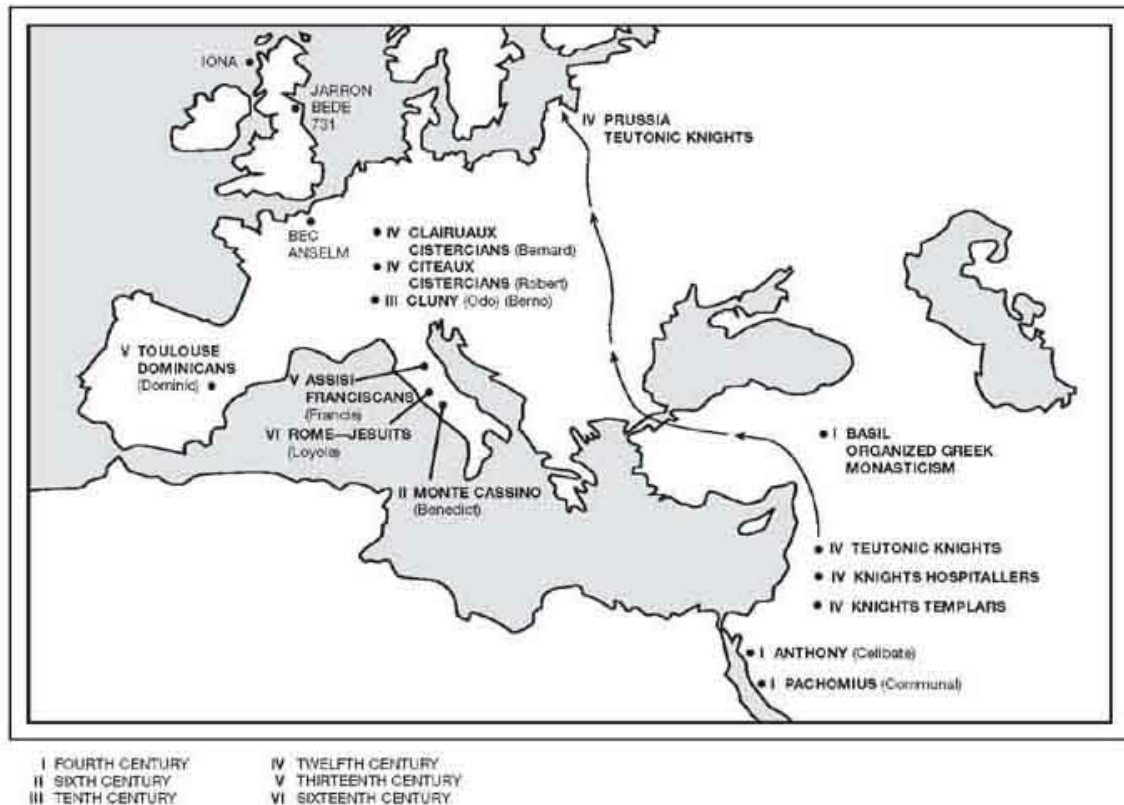 IONA
JARRON
BEDE
731
IV PRUSSIA
TEUTONIC KNIGHTS
BEC
ANSELM
IV CLAIRUAUX
CISTERCIANS (Bernard)
IV CITEAUX
CISTERCIANS (Robert)
III CLUNY (Odo) (Berno)
V TOULOUSE
DOMINICANS
(Dominic)
V ASSISI
FRANCISCANS
(Francis)
VI ROME—JESUITS
(Loyola)
II MONTE CASSINO
(Benedict)
I BASIL
ORGANIZED GREEK
MONASTICISM
IV TEUTONIC KNIGHTS
IV KNIGHTS HOSPITALLERS
IV KNIGHTS TEMPLARS
I ANTHONY (Celibate)
I PACHOMIUS (Communal)
I FOURTH CENTURY
II SIXTH CENTURY
III TENTH CENTURY
IV TWELFTH CENTURY
V THIRTEENTH CENTURY
VI SIXTEENTH CENTURY